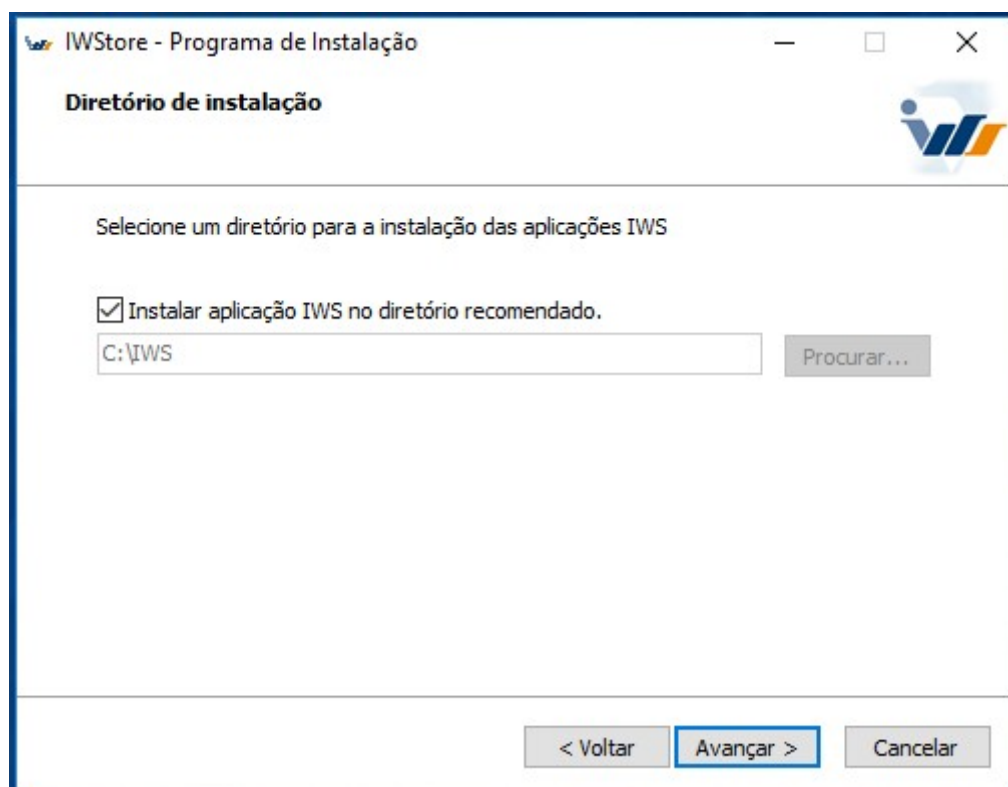 IWStore - Programa de Instalação
Diretório de instalação
iWS
Selecione um diretório para a instalação das aplicações IWS
Instalar aplicação IWS no diretório recomendado.
C:\IWS
Procurar...
< Voltar
Avançar >
Cancelar